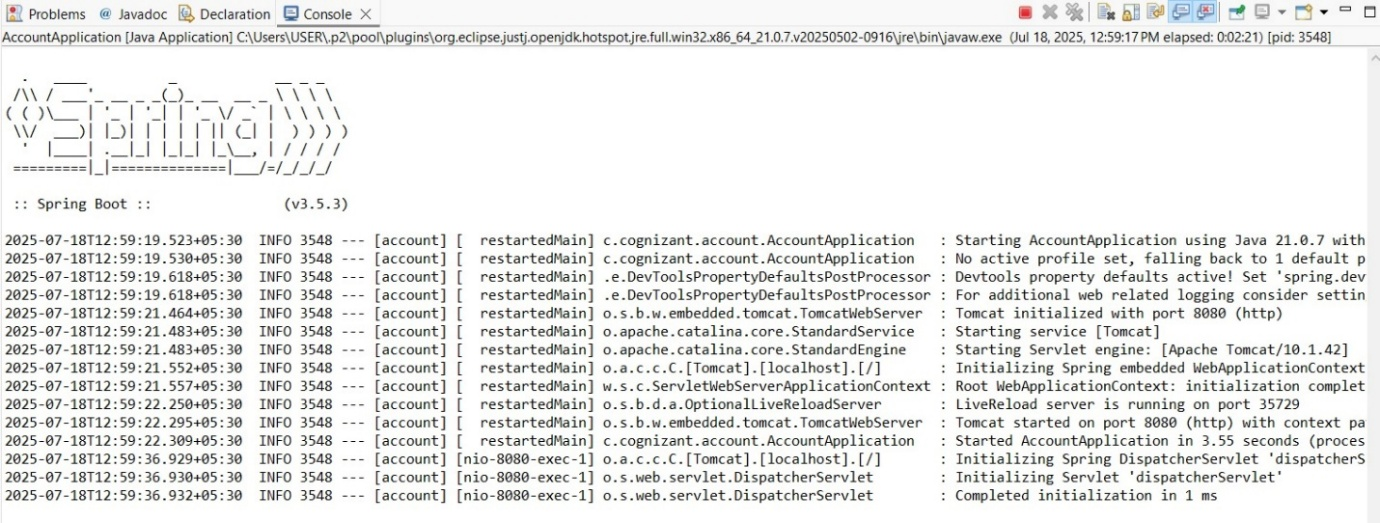 Problems @ Javadoc Declaration Console
AccountApplication [Java Application] C:\Users\USER\.p2\pool\plugins\org.eclipse.justj.openjdk.hotspot.jre.full.win32.x86_64_21.0.7.v20250502-0916\jre\bin\javaw.exe (Jul 18, 2025, 12:59:17 PM elapsed: 0:02:21) [pid: 3548]
Spring
:: Spring Boot :: (v3.5.3)
2025-07-18T12:59:19.523+05:30 INFO 3548 --- [account] [ restartedMain] c.cognizant.account.AccountApplication : Starting AccountApplication using Java 21.0.7 with
2025-07-18T12:59:19.530+05:30 INFO 3548 --- [account] [ restartedMain] c.cognizant.account.AccountApplication : No active profile set, falling back to 1 default p
2025-07-18T12:59:19.618+05:30 INFO 3548 --- [account] [ restartedMain] .e.DevToolsPropertyDefaultsPostProcessor : Devtools property defaults active! Set 'spring.dev
2025-07-18T12:59:19.618+05:30 INFO 3548 --- [account] [ restartedMain] .e.DevToolsPropertyDefaultsPostProcessor : For additional web related logging consider settin
2025-07-18T12:59:21.464+05:30 INFO 3548 --- [account] [ restartedMain] o.s.b.w.embedded.tomcat.TomcatWebServer : Tomcat initialized with port 8080 (http)
2025-07-18T12:59:21.483+05:30 INFO 3548 --- [account] [ restartedMain] o.apache.catalina.core.StandardService : Starting service [Tomcat]
2025-07-18T12:59:21.483+05:30 INFO 3548 --- [account] [ restartedMain] o.apache.catalina.core.StandardEngine : Starting Servlet engine: [Apache Tomcat/10.1.42]
2025-07-18T12:59:21.552+05:30 INFO 3548 --- [account] [ restartedMain] o.a.c.c.C.[Tomcat].[localhost].[/] : Initializing Spring embedded WebApplicationContext
2025-07-18T12:59:21.557+05:30 INFO 3548 --- [account] [ restartedMain] w.s.c.ServletWebServerApplicationContext : Root WebApplicationContext: initialization complet
2025-07-18T12:59:22.250+05:30 INFO 3548 --- [account] [ restartedMain] o.s.b.d.a.OptionalLiveReloadServer : LiveReload server is running on port 35729
2025-07-18T12:59:22.295+05:30 INFO 3548 --- [account] [ restartedMain] o.s.b.w.embedded.tomcat.TomcatWebServer : Tomcat started on port 8080 (http) with context pa
2025-07-18T12:59:22.309+05:30 INFO 3548 --- [account] [ restartedMain] c.cognizant.account.AccountApplication : Started AccountApplication in 3.55 seconds (proces
2025-07-18T12:59:36.929+05:30 INFO 3548 --- [account] [nio-8080-exec-1] o.a.c.c.C.[Tomcat].[localhost].[/] : Initializing Spring DispatcherServlet 'dispatcherS
2025-07-18T12:59:36.930+05:30 INFO 3548 --- [account] [nio-8080-exec-1] o.s.web.servlet.DispatcherServlet : Initializing Servlet 'dispatcherServlet'
2025-07-18T12:59:36.932+05:30 INFO 3548 --- [account] [nio-8080-exec-1] o.s.web.servlet.DispatcherServlet : Completed initialization in 1 ms